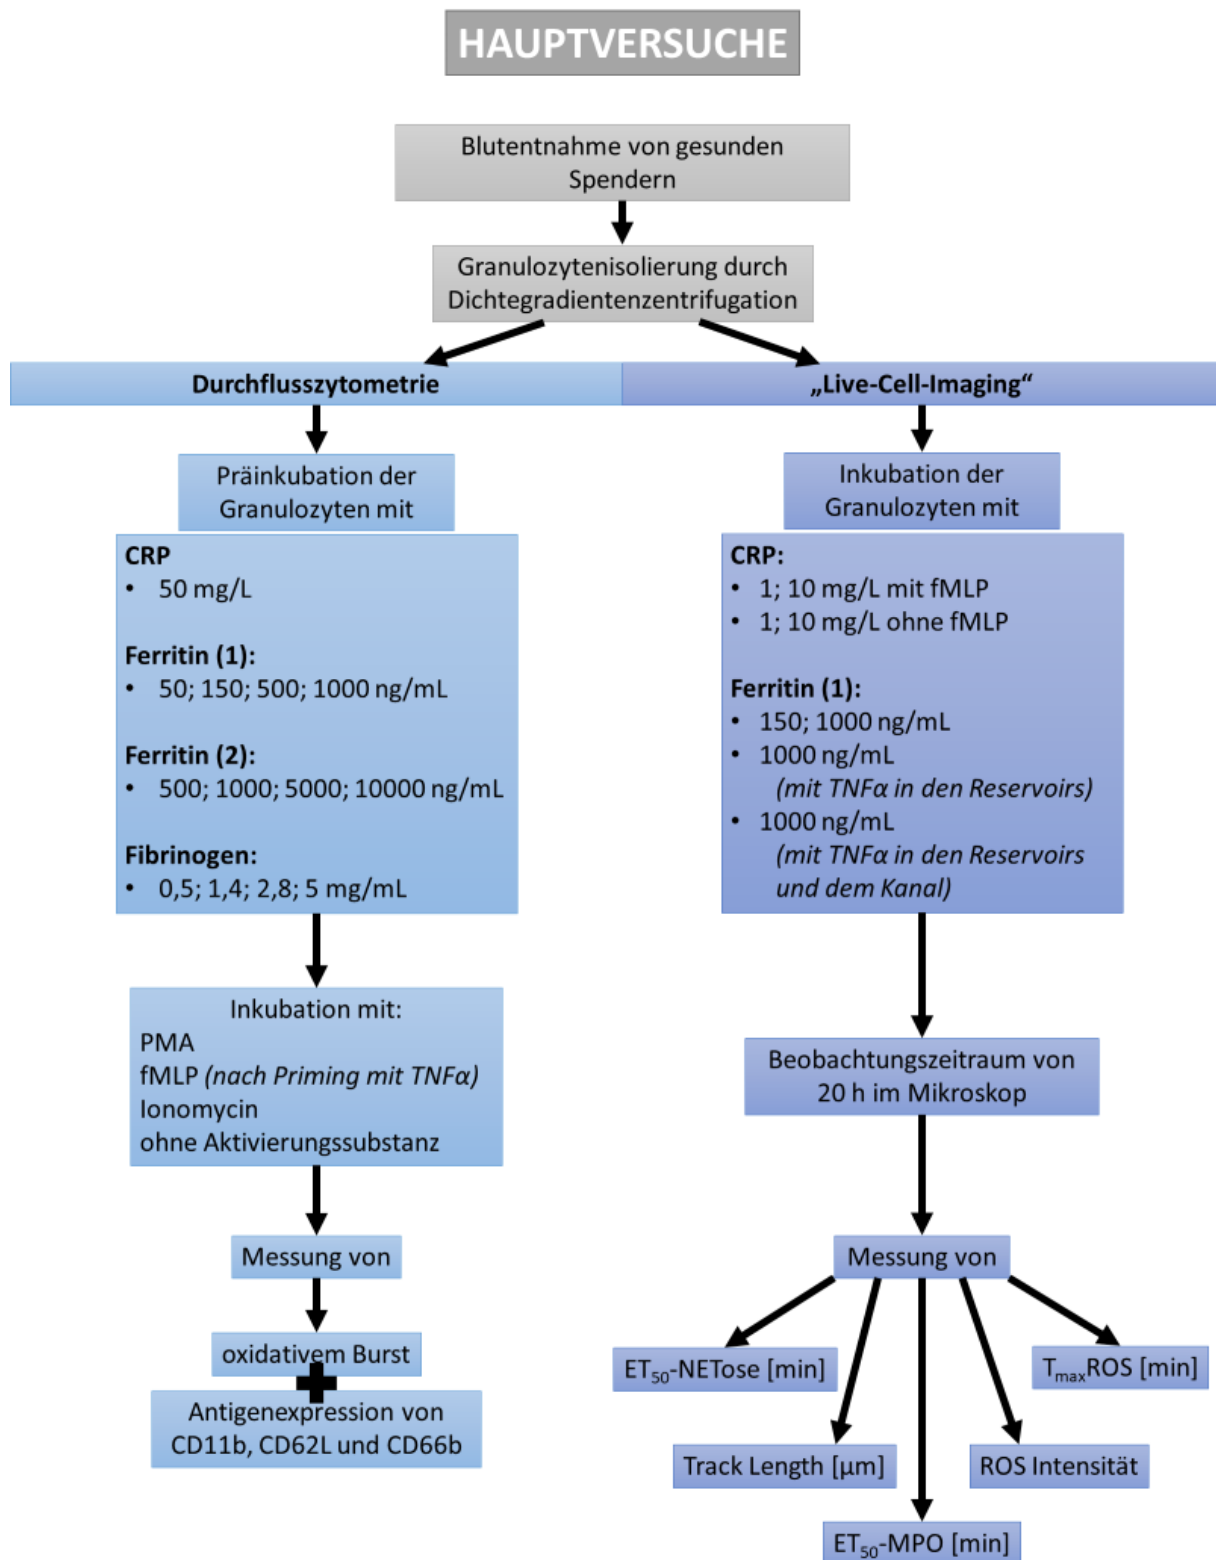 HAUPTVERSUCHE
Blutentnahme von gesunden
Spendern
Granulozytenisolierung durch
Dichtegradientenzentrifugation
Durchflusszytometrie
Präinkubation der
Granulozyten mit
CRP
• 50 mg/L
Ferritin (1):
• 50; 150; 500; 1000 ng/mL
Ferritin (2):
• 500; 1000; 5000; 10000 ng/mL
Fibrinogen:
• 0,5; 1,4; 2,8; 5 mg/mL
Inkubation mit:
PMA
fMLP (nach Priming mit TNFα)
Ionomycin
ohne Aktivierungssubstanz
Messung von
oxidativem Burst
Antigenexpression von
CD11b, CD62L und CD66b
„Live-Cell-Imaging“
Inkubation der
Granulozyten mit
CRP:
• 1; 10 mg/L mit fMLP
• 1; 10 mg/L ohne fMLP
Ferritin (1):
• 150; 1000 ng/mL
• 1000 ng/mL
(mit TNFα in den Reservoirs)
• 1000 ng/mL
(mit TNFα in den Reservoirs
und dem Kanal)
Beobachtungszeitraum von
20 h im Mikroskop
Messung von
ET₅₀-NETose [min]
TmaxROS [min]
Track Length [µm]
ROS Intensität
ET₅₀-MPO [min]